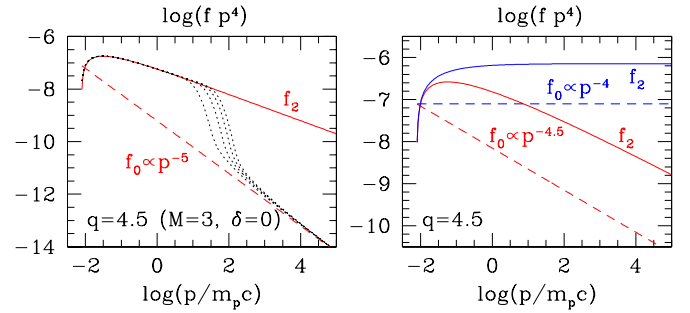 log(f p⁴)
−6
−8
−10
−12
−14
f₂
f₀∝p⁻⁵
q=4.5 (M=3, δ=0)
−2
0
2
4
log(p/mₚc)
log(f p⁴)
−6
−7
−8
−9
−10
f₀∝p⁻⁴
f₂
f₀∝p⁻⁴·⁵
f₂
q=4.5
−2
0
2
4
log(p/mₚc)